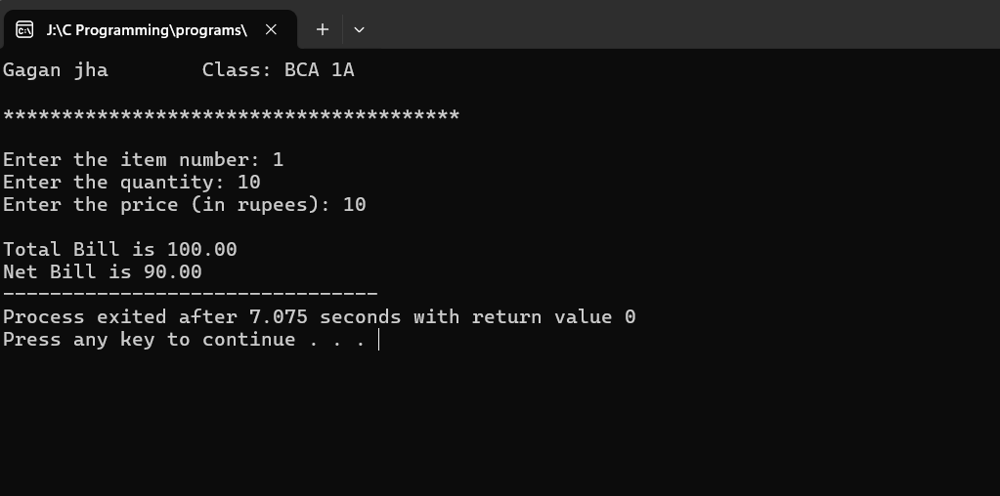 J:\C Programming\programs\
Gagan jha        Class: BCA 1A
***************************************
Enter the item number: 1
Enter the quantity: 10
Enter the price (in rupees): 10
Total Bill is 100.00
Net Bill is 90.00
--------------------------------
Process exited after 7.075 seconds with return value 0
Press any key to continue . . .